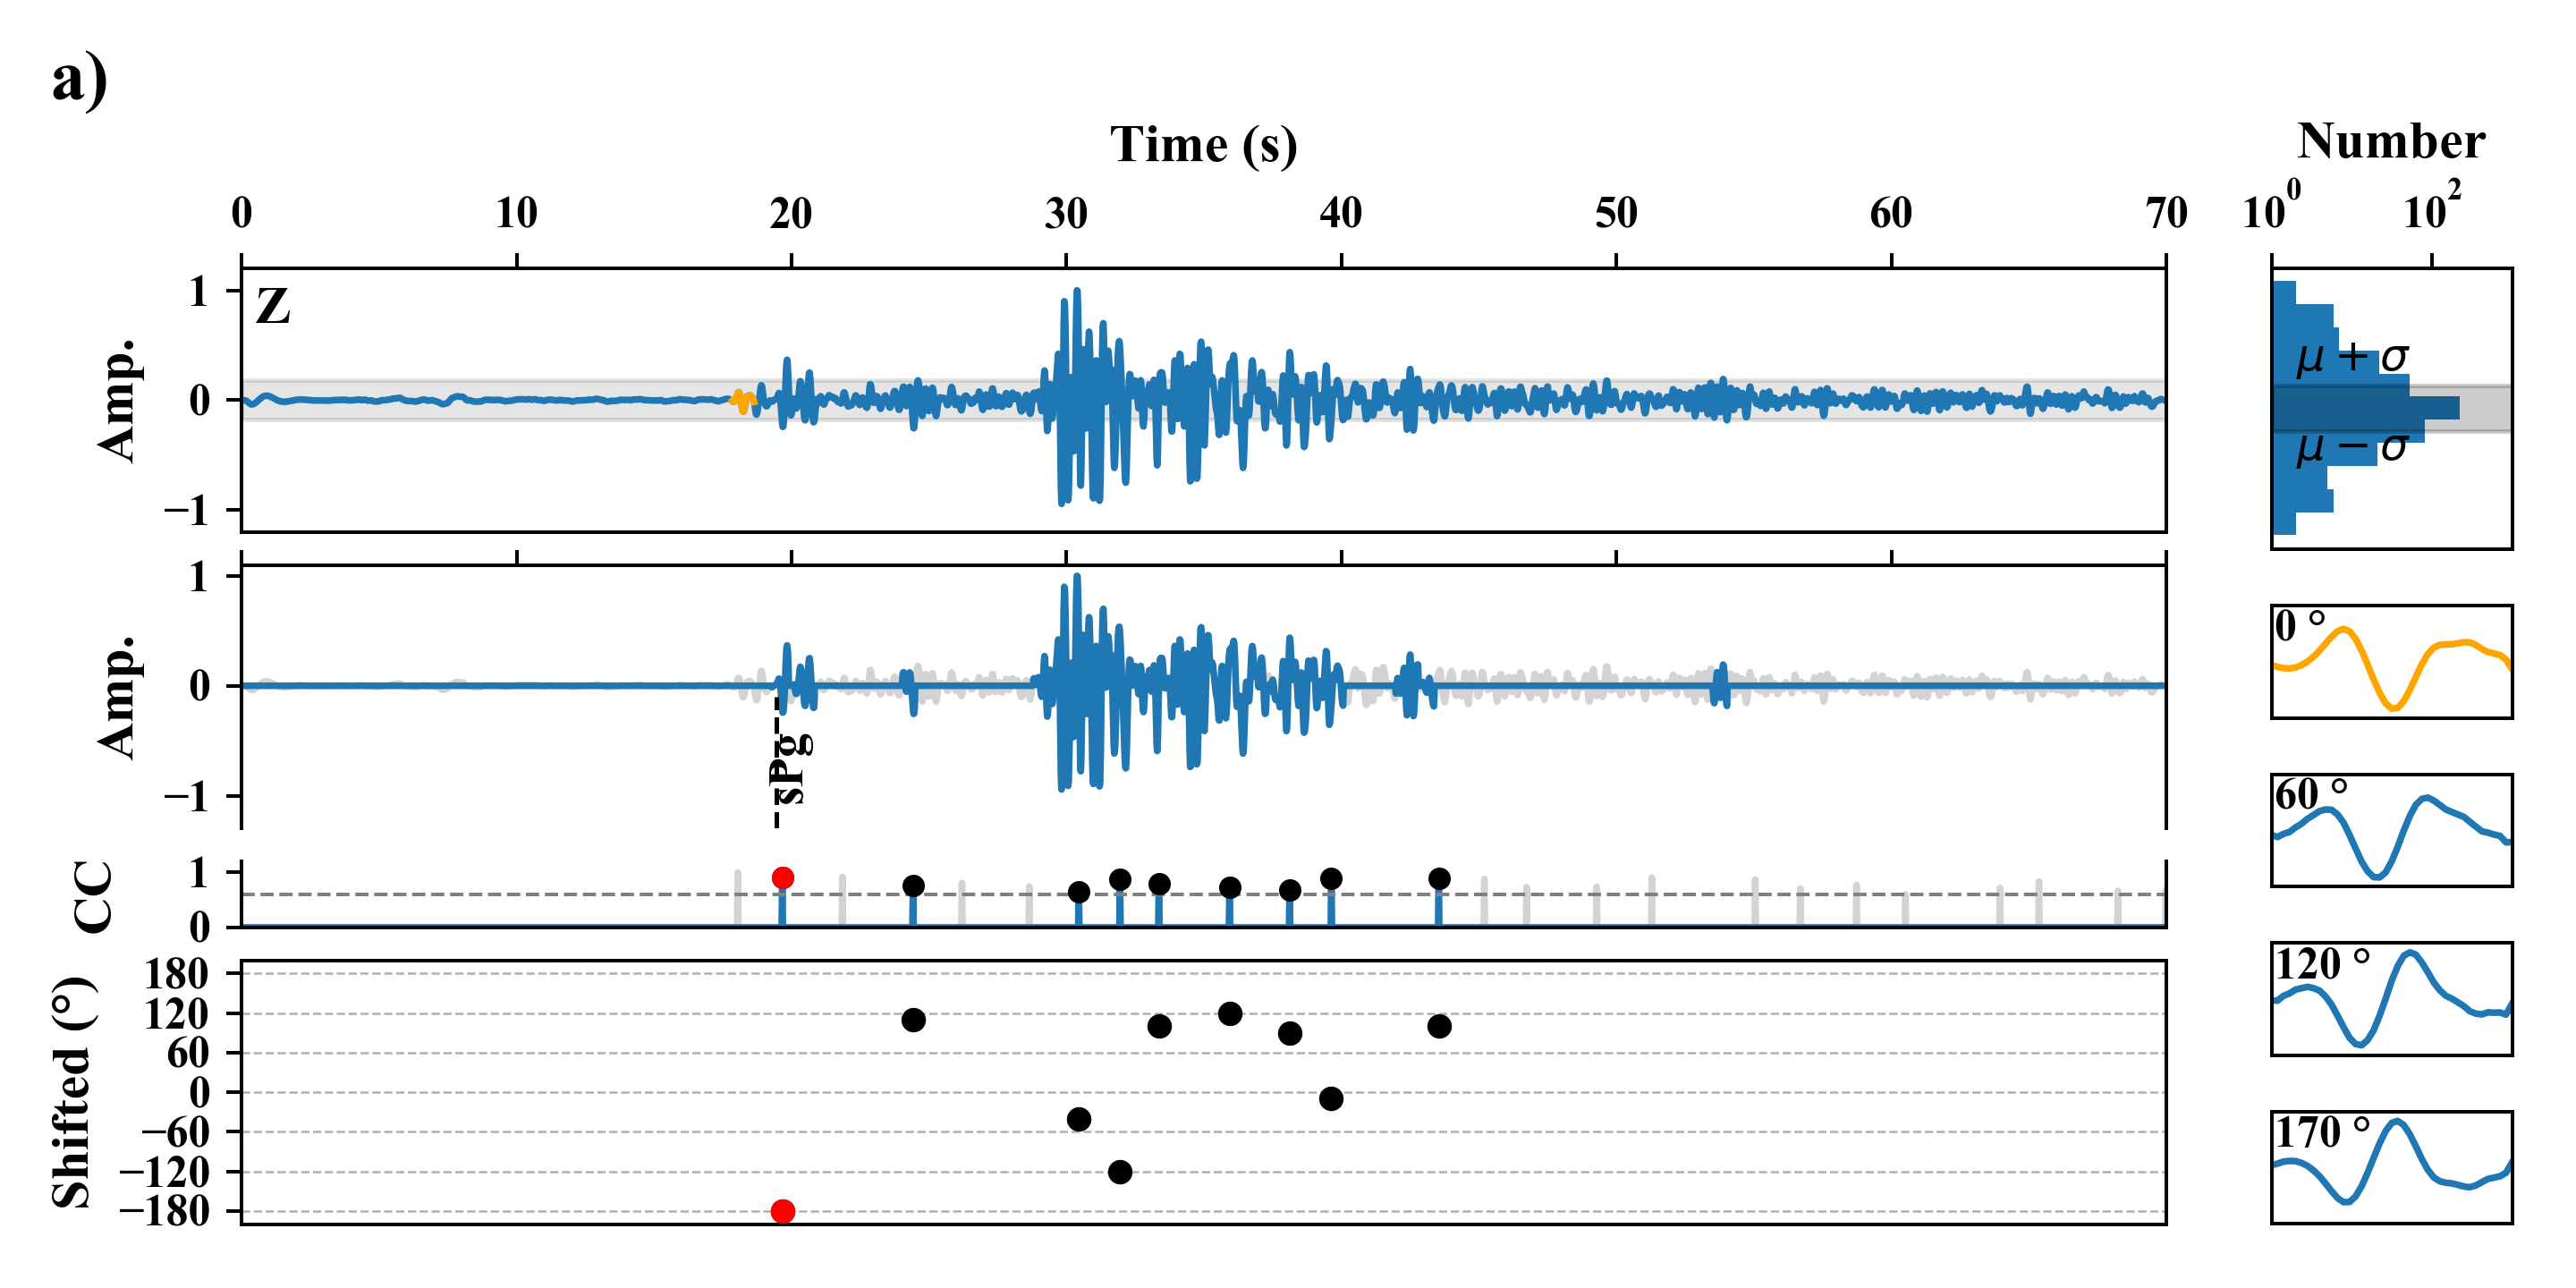 a)
Time (s)
0 10 20 30 40 50 60 70
Number
10^0 10^2
Z
Amp.
1
0
−1
μ + σ
μ − σ
Amp.
1
0
−1
sPg
CC
1
0
Shifted (°)
180
120
60
0
−60
−120
−180
0 °
60 °
120 °
170 °